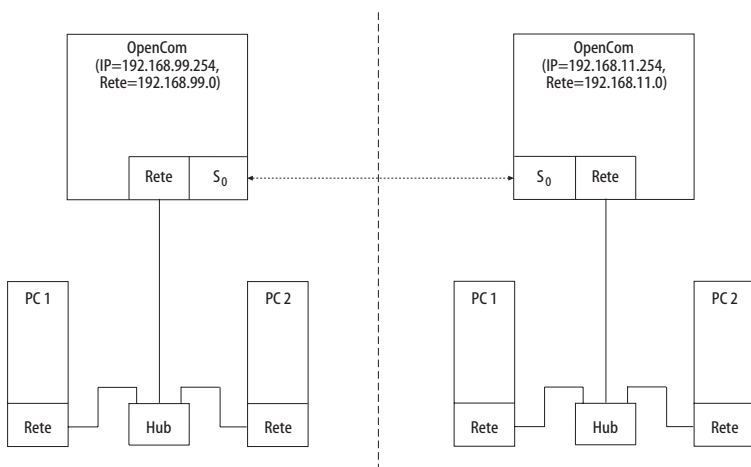 OpenCom
(IP=192.168.99.254,
Rete=192.168.99.0)
Rete
S0
PC 1
PC 2
Rete
Hub
Rete
OpenCom
(IP=192.168.11.254,
Rete=192.168.11.0)
S0
Rete
PC 1
PC 2
Rete
Hub
Rete